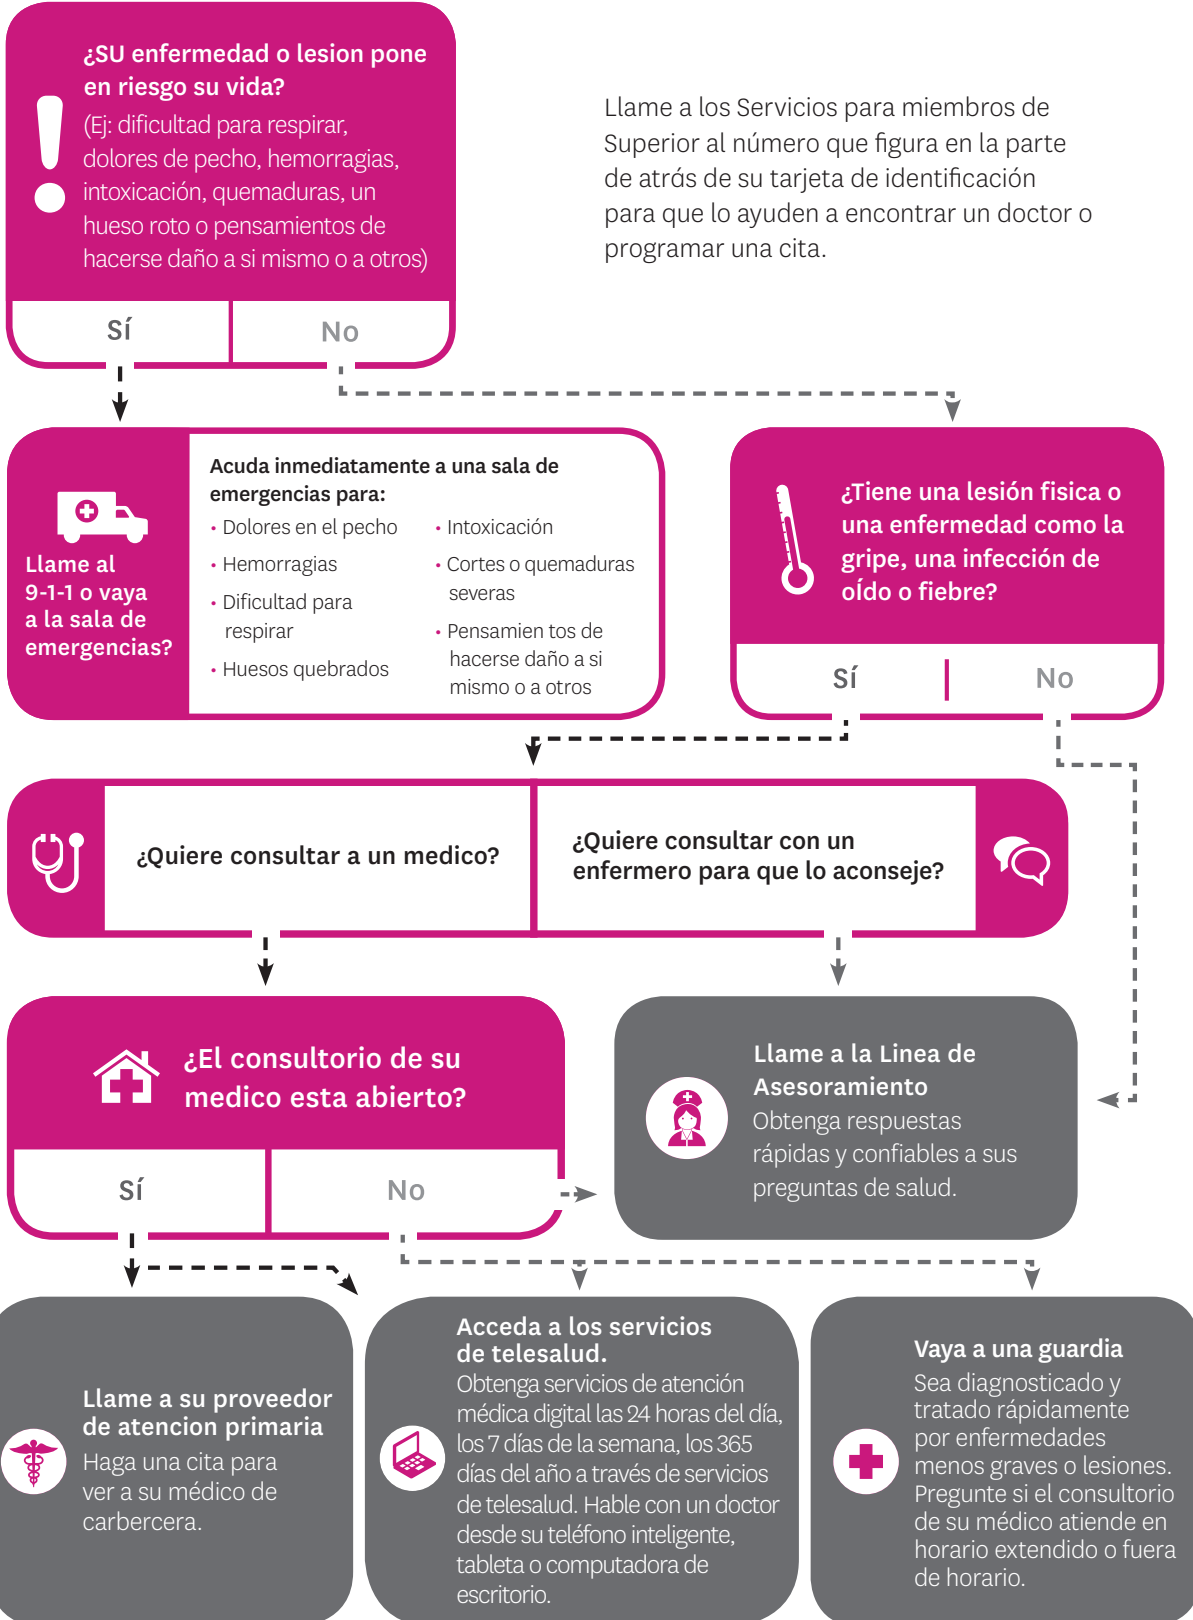 ¿SU enfermedad o lesion pone
en riesgo su vida?
(Ej: dificultad para respirar,
dolores de pecho, hemorragias,
intoxicación, quemaduras, un
hueso roto o pensamientos de
hacerse daño a si mismo o a otros)
Sí
No
Llame a los Servicios para miembros de
Superior al número que figura en la parte
de atrás de su tarjeta de identificación
para que lo ayuden a encontrar un doctor o
programar una cita.
Llame al
9-1-1 o vaya
a la sala de
emergencias?
Acuda inmediatamente a una sala de
emergencias para:
• Dolores en el pecho
• Hemorragias
• Dificultad para
respirar
• Huesos quebrados
• Intoxicación
• Cortes o quemaduras
severas
• Pensamien tos de
hacerse daño a si
mismo o a otros
¿Tiene una lesión fisica o
una enfermedad como la
gripe, una infección de
oÍdo o fiebre?
Sí
No
¿Quiere consultar a un medico?
¿Quiere consultar con un
enfermero para que lo aconseje?
¿El consultorio de su
medico esta abierto?
Sí
No
Llame a la Linea de
Asesoramiento
Obtenga respuestas
rápidas y confiables a sus
preguntas de salud.
Llame a su proveedor
de atencion primaria
Haga una cita para
ver a su médico de
carbercera.
Acceda a los servicios
de telesalud.
Obtenga servicios de atención
médica digital las 24 horas del día,
los 7 días de la semana, los 365
días del año a través de servicios
de telesalud. Hable con un doctor
desde su teléfono inteligente,
tableta o computadora de
escritorio.
Vaya a una guardia
Sea diagnosticado y
tratado rápidamente
por enfermedades
menos graves o lesiones.
Pregunte si el consultorio
de su médico atiende en
horario extendido o fuera
de horario.